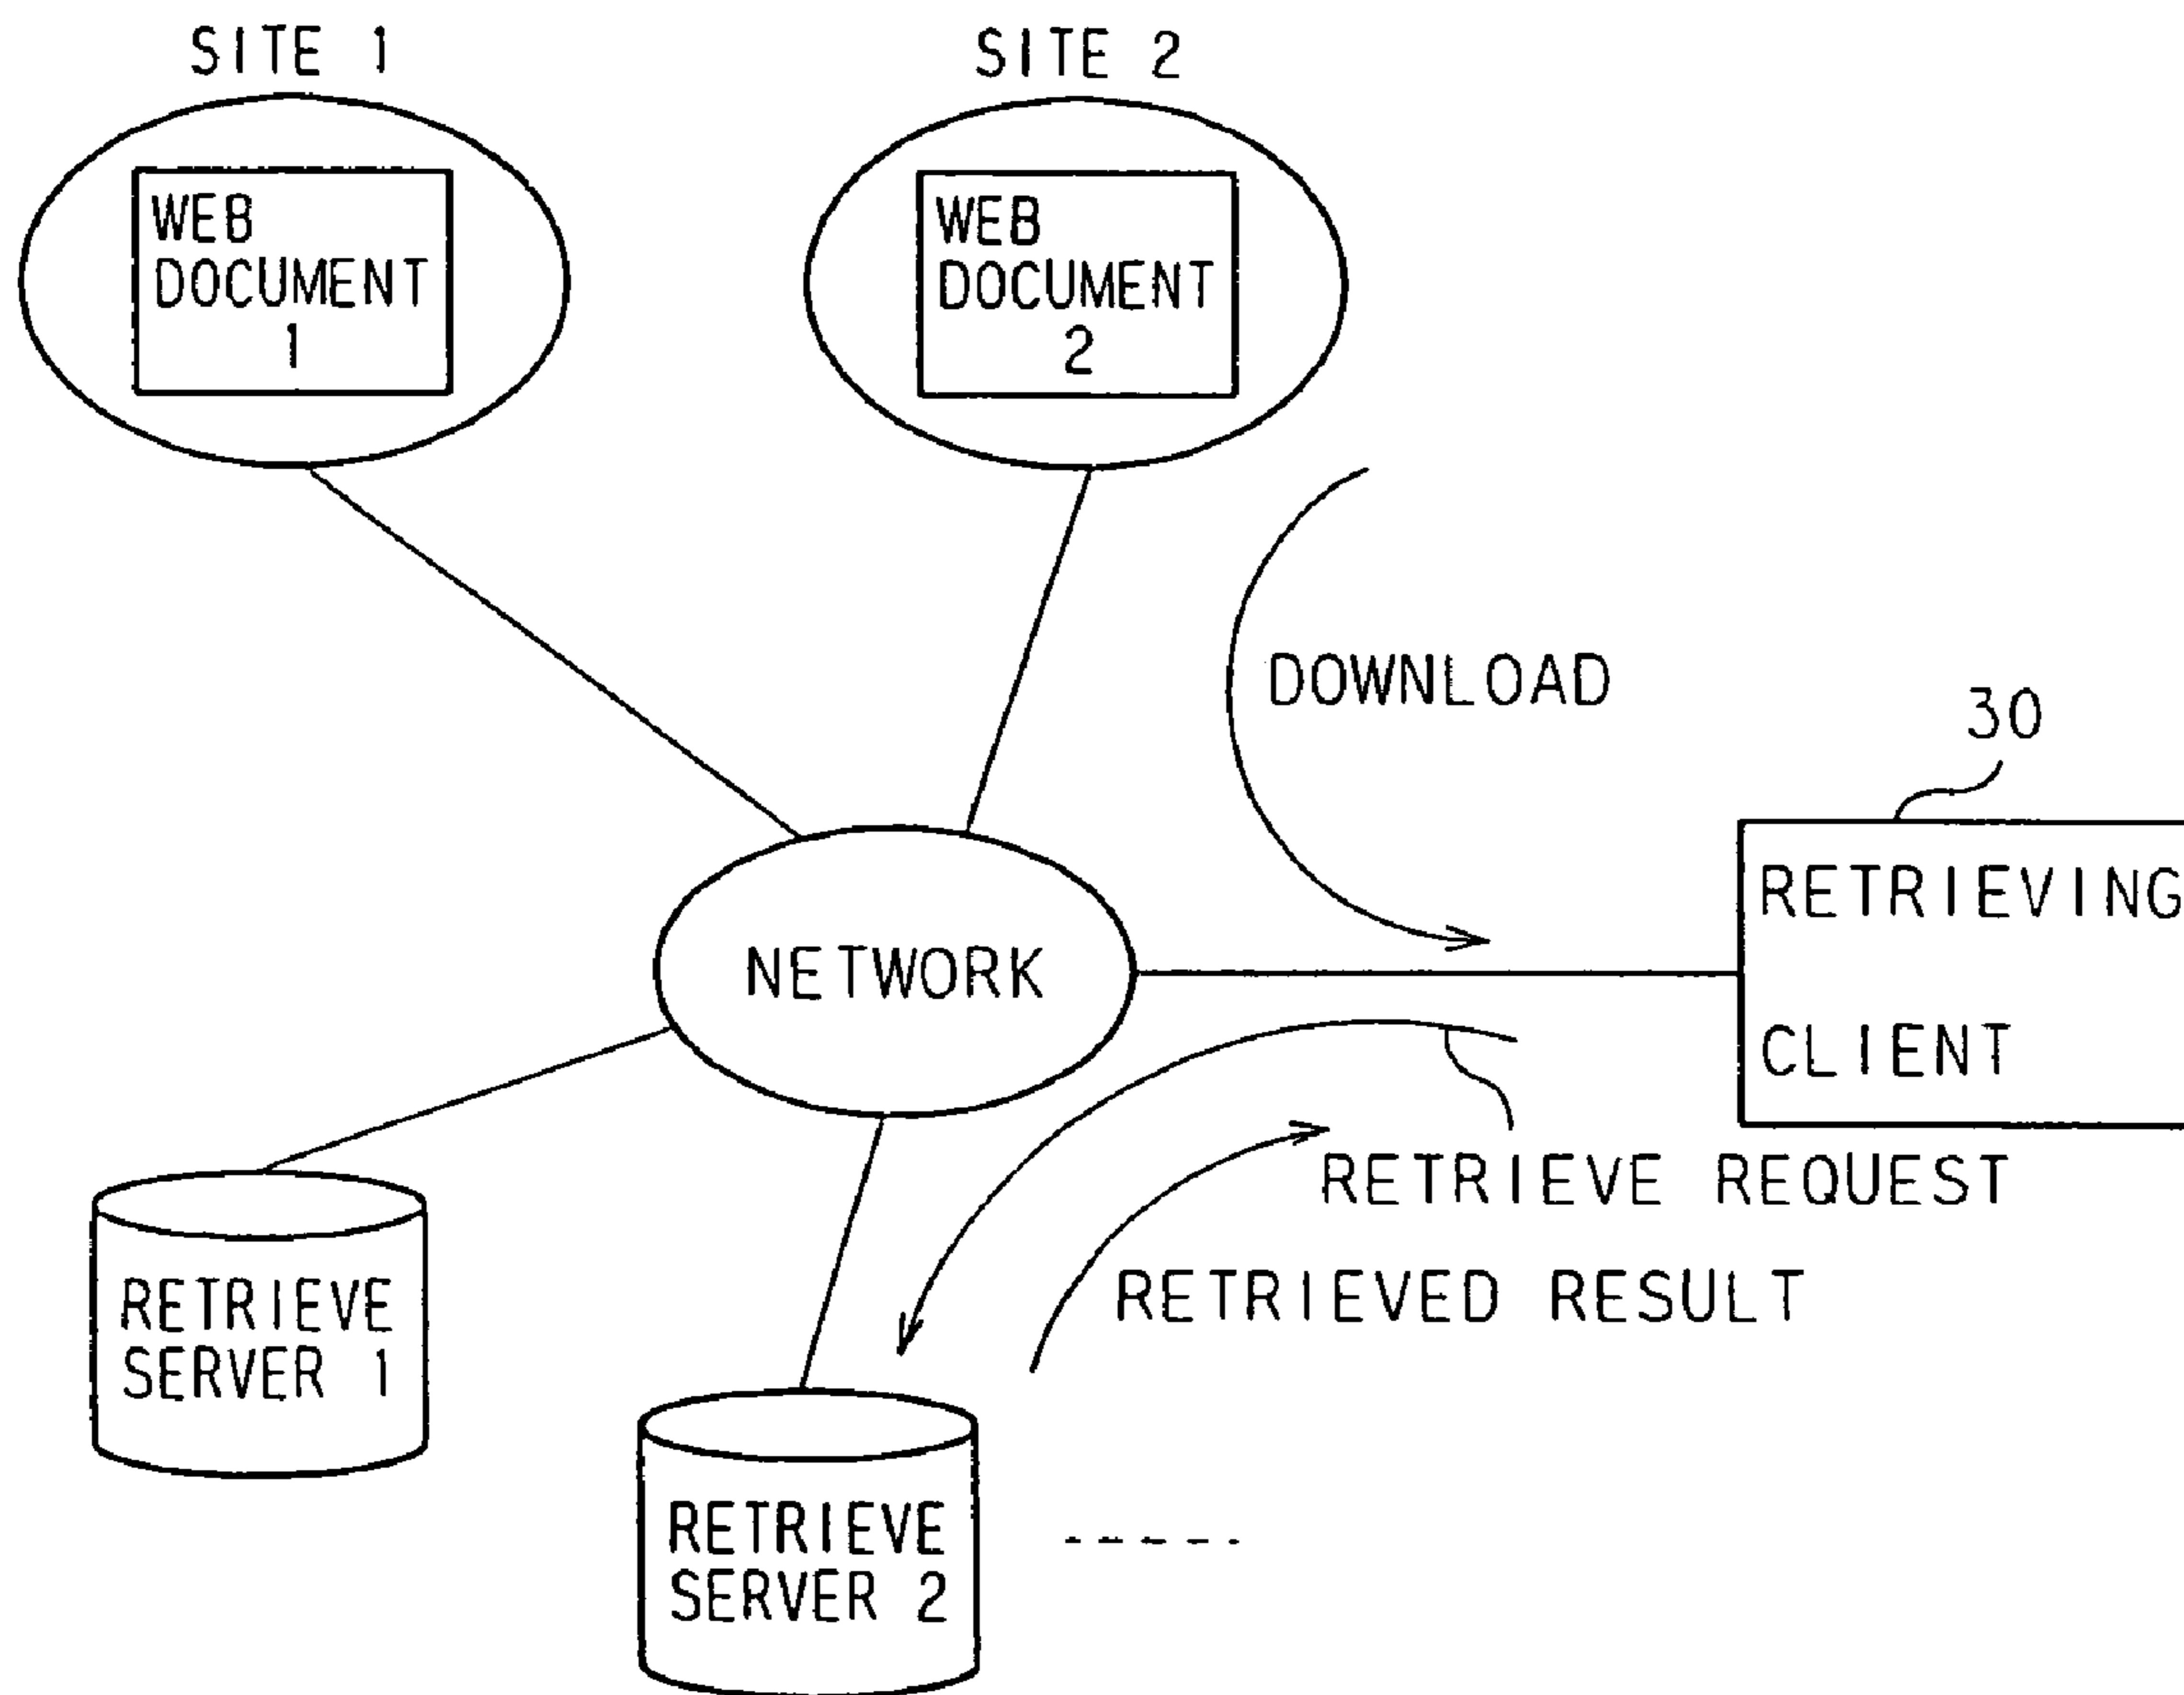 SITE 1
SITE 2
WEB
DOCUMENT
1
WEB
DOCUMENT
2
DOWNLOAD
30
RETRIEVING
CLIENT
NETWORK
RETRIEVE REQUEST
RETRIEVED RESULT
RETRIEVE
SERVER 1
RETRIEVE
SERVER 2